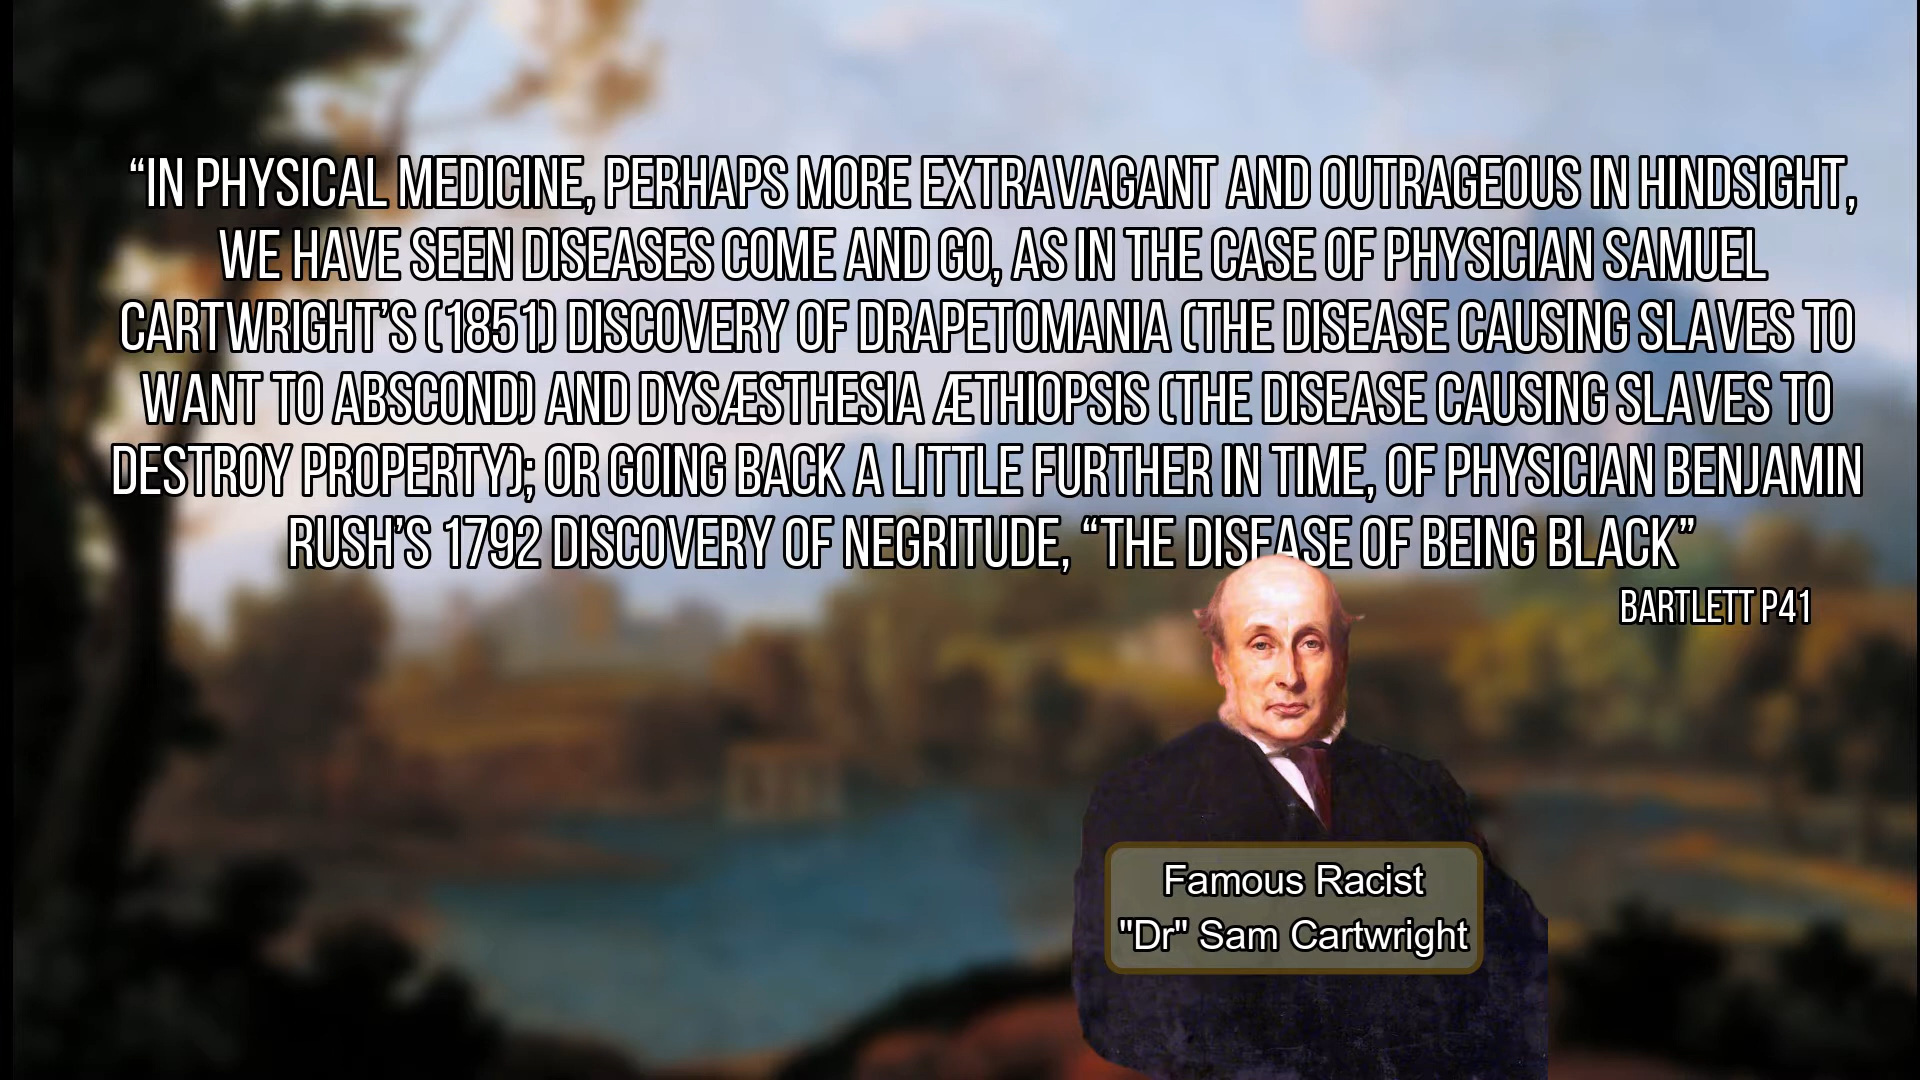 “IN PHYSICAL MEDICINE, PERHAPS MORE EXTRAVAGANT AND OUTRAGEOUS IN HINDSIGHT,
WE HAVE SEEN DISEASES COME AND GO, AS IN THE CASE OF PHYSICIAN SAMUEL
CARTWRIGHT’S (1851) DISCOVERY OF DRAPETOMANIA (THE DISEASE CAUSING SLAVES TO
WANT TO ABSCOND) AND DYSÆSTHESIA ÆTHIOPSIS (THE DISEASE CAUSING SLAVES TO
DESTROY PROPERTY); OR GOING BACK A LITTLE FURTHER IN TIME, OF PHYSICIAN BENJAMIN
RUSH’S 1792 DISCOVERY OF NEGRITUDE, “THE DISEASE OF BEING BLACK”
BARTLETT P41
Famous Racist
"Dr" Sam Cartwright